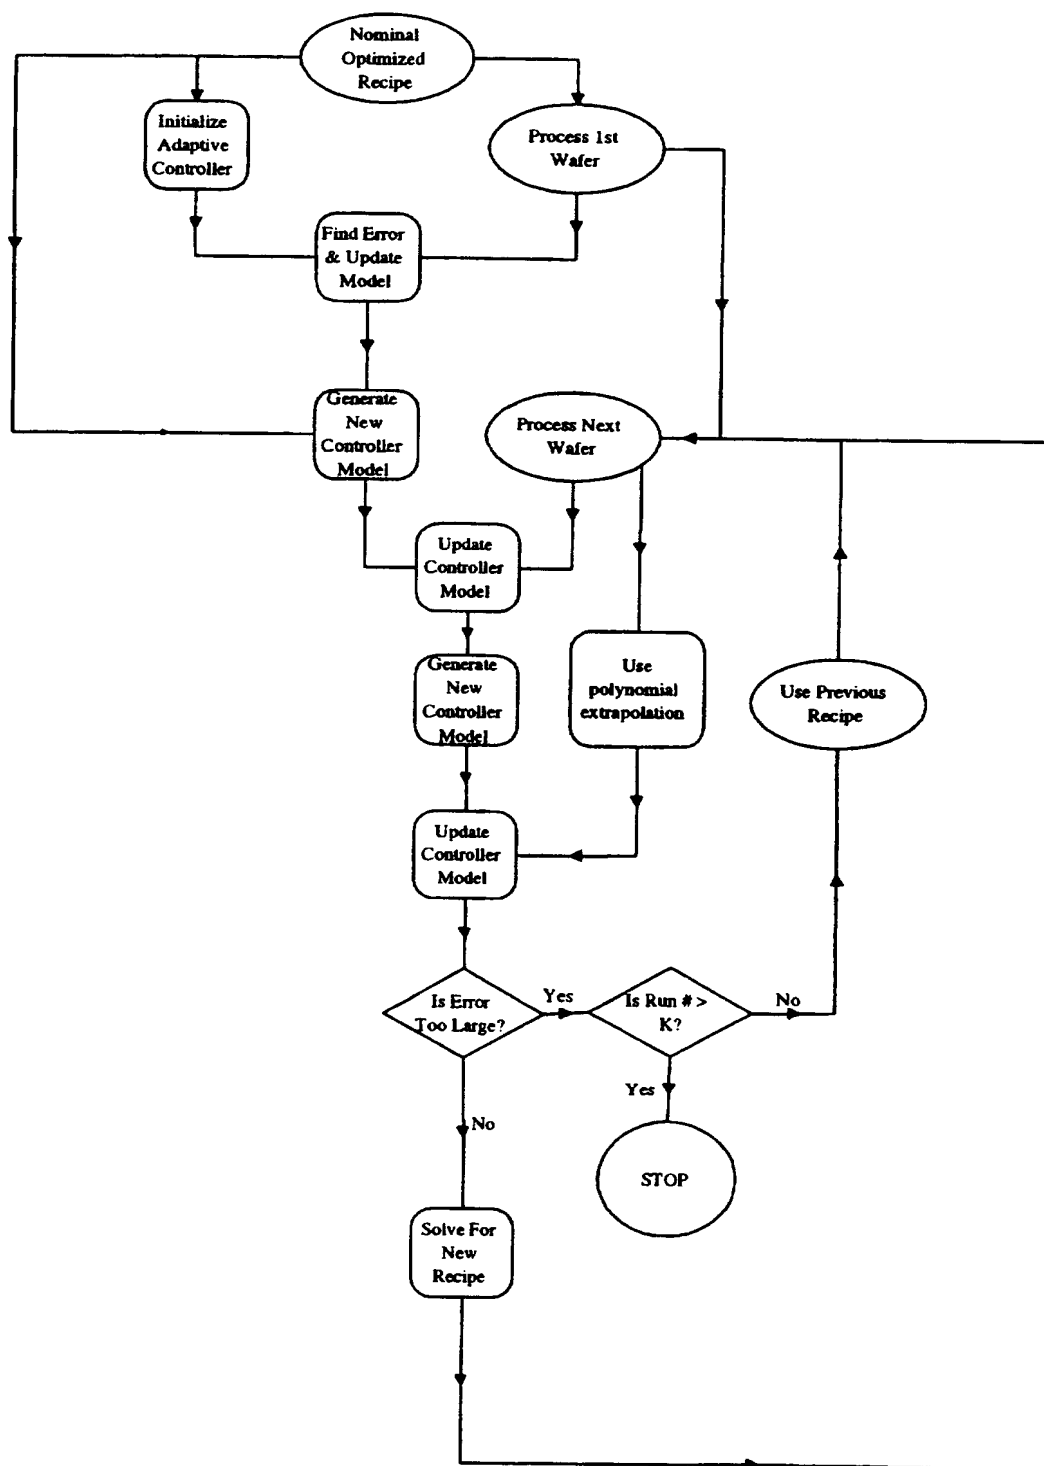 Nominal
Optimized
Recipe
Initialize
Adaptive
Controller
Process 1st
Wafer
Find Error
& Update
Model
Generate
New
Controller
Model
Process Next
Wafer
Update
Controller
Model
Generate
New
Controller
Model
Use
polynomial
extrapolation
Use Previous
Recipe
Update
Controller
Model
Is Error
Too Large?
Yes
Is Run # >
K?
No
Yes
No
STOP
Solve For
New
Recipe